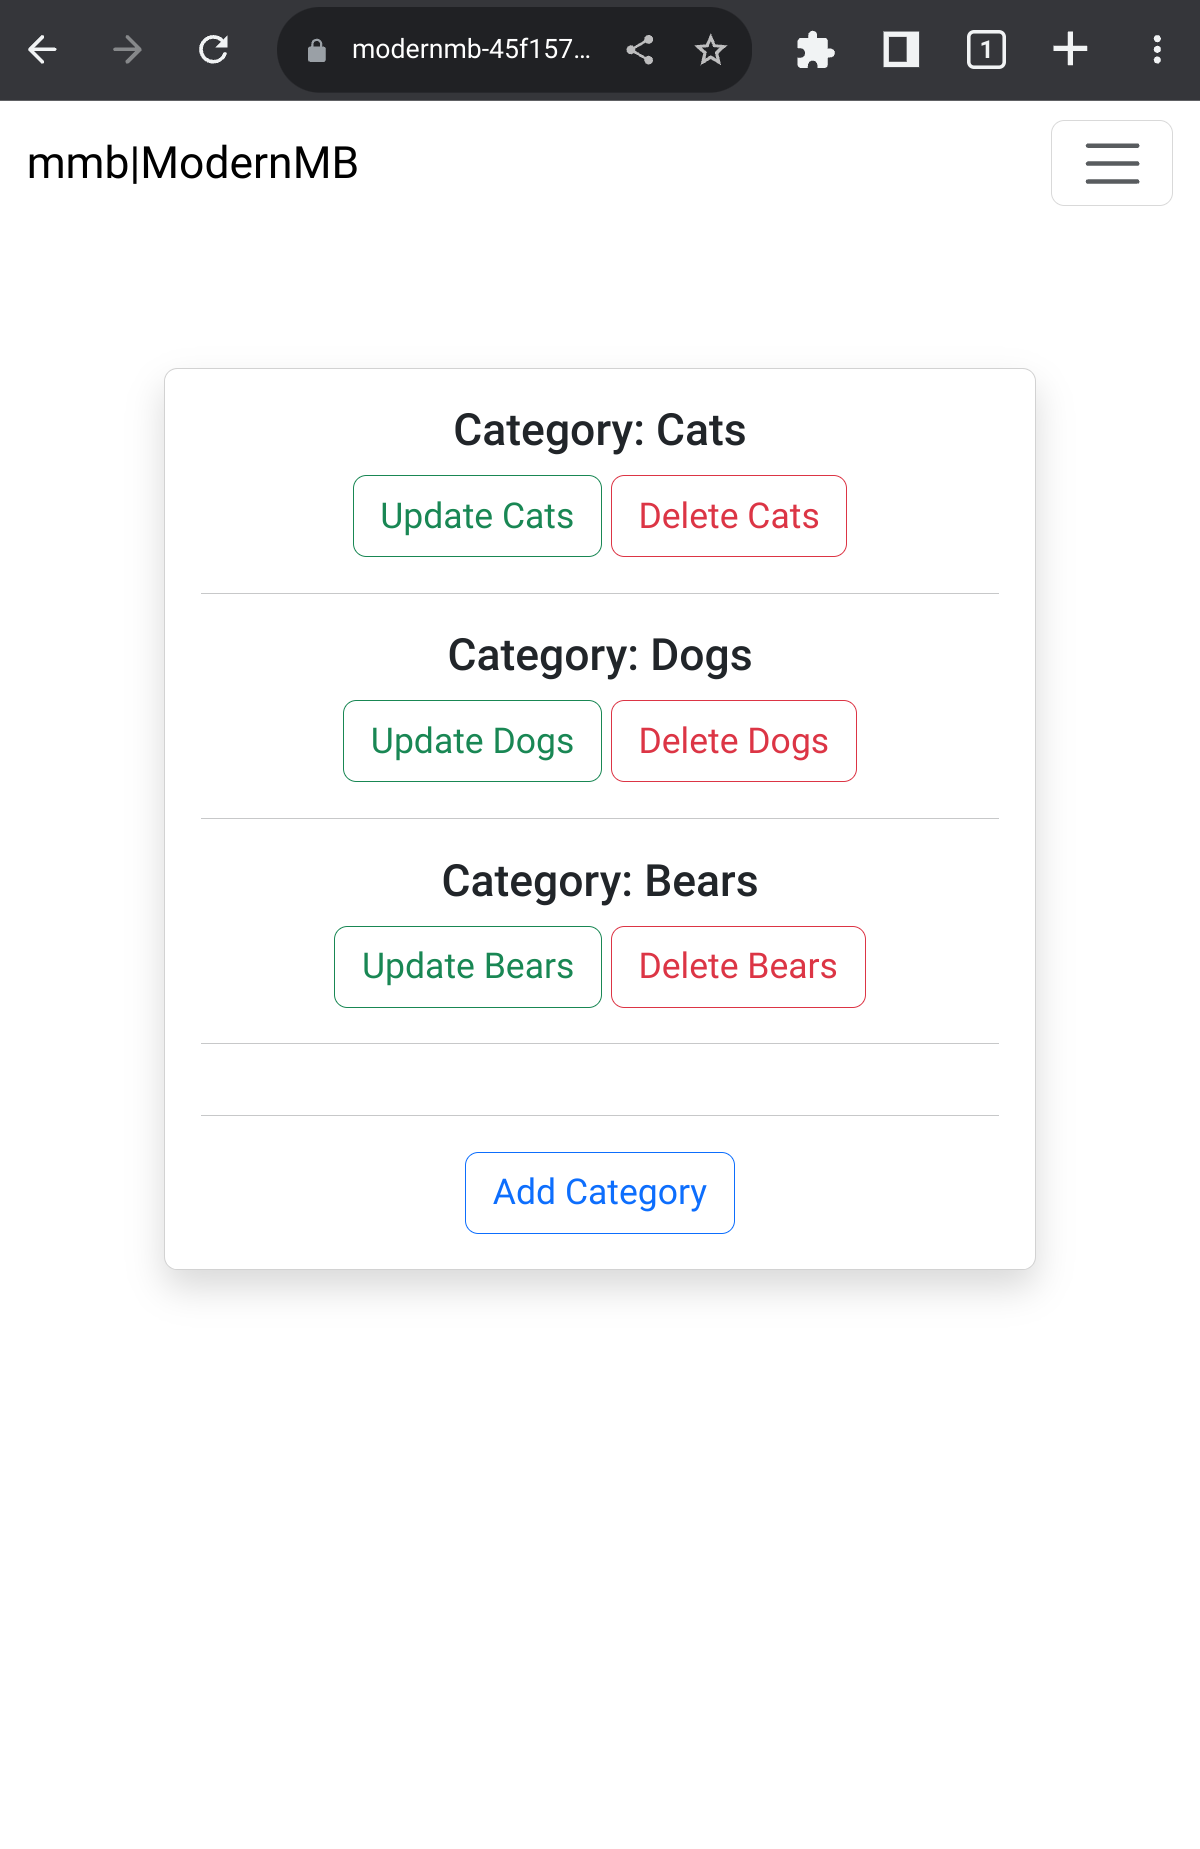 modernmb-45f157...
1
mmb|ModernMB
Category: Cats
Update Cats Delete Cats
Category: Dogs
Update Dogs Delete Dogs
Category: Bears
Update Bears Delete Bears
Add Category